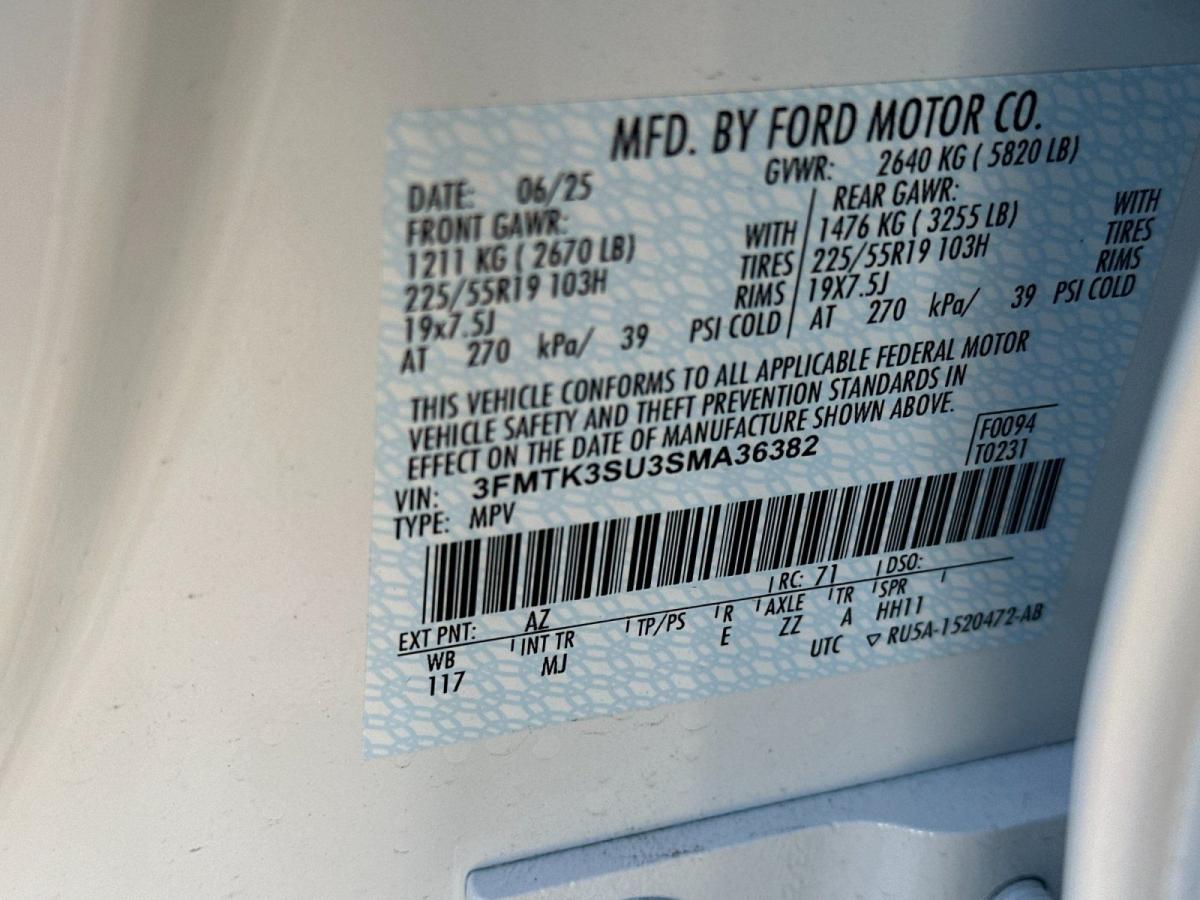 MFD. BY FORD MOTOR CO.
DATE: 06/25 GVWR: 2640 KG ( 5820 LB)
FRONT GAWR: REAR GAWR:
1211 KG ( 2670 LB) WITH 1476 KG ( 3255 LB) WITH
225/55R19 103H TIRES 225/55R19 103H TIRES
19x7.5J RIMS 19X7.5J RIMS
AT 270 kPa/ 39 PSI COLD AT 270 kPa/ 39 PSI COLD
THIS VEHICLE CONFORMS TO ALL APPLICABLE FEDERAL MOTOR
VEHICLE SAFETY AND THEFT PREVENTION STANDARDS IN
EFFECT ON THE DATE OF MANUFACTURE SHOWN ABOVE.
F0094
VIN: 3FMTK3SU3SMA36382 T0231
TYPE: MPV
EXT PNT: AZ RC: 71 DSO:
WB INT TR TP/PS R AXLE TR SPR
117 MJ E ZZ A HH11
UTC ▽ RU5A-1520472-AB